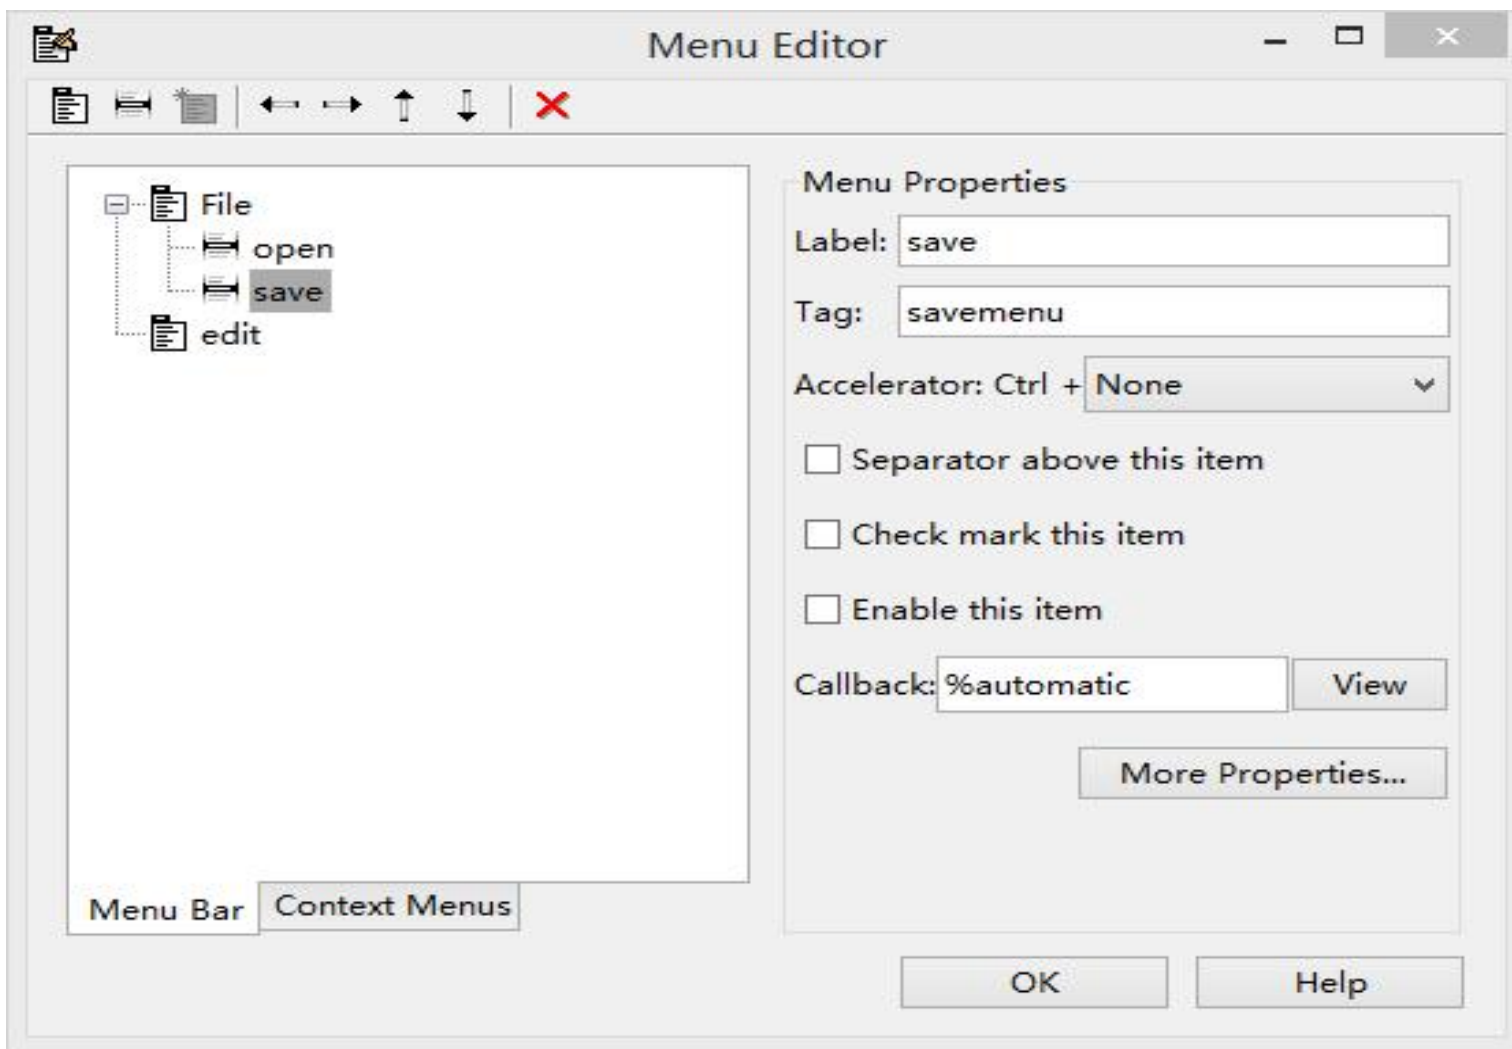 Menu Editor
File
open
save
edit
Menu Bar
Context Menus
Menu Properties
Label: save
Tag: savemenu
Accelerator: Ctrl + None
Separator above this item
Check mark this item
Enable this item
Callback: %automatic View
More Properties...
OK Help